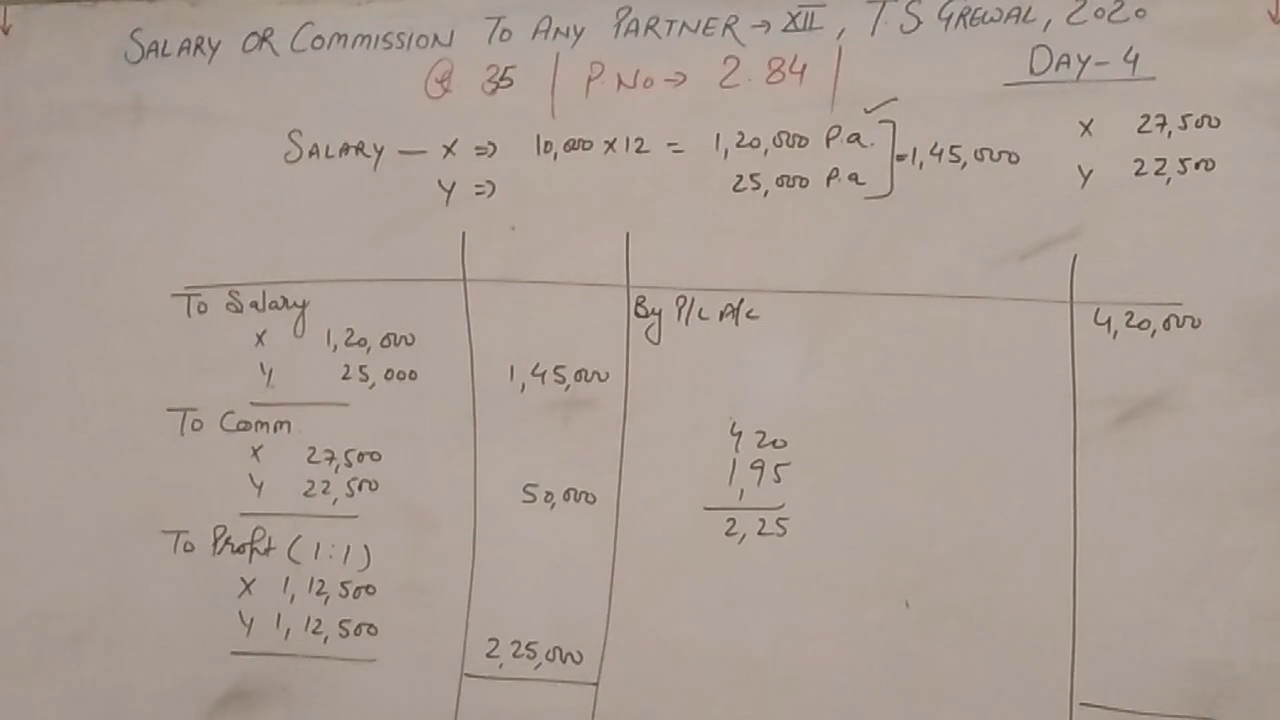 SALARY OR COMMISSION TO ANY PARTNER → XII, T.S GREWAL, 2020
Q 35 | P.No → 2.84 |
DAY-4
SALARY — X ⇒ 10,000 × 12 = 1,20,000 P.a. ✓
Y ⇒ 25,000 P.a
= 1,45,000
X 27,500
Y 22,500
To Salary
X 1,20,000
Y 25,000 1,45,000
To Comm
X 27,500
Y 22,500 50,000
To Profit (1:1)
X 1,12,500
Y 1,12,500
2,25,000
By P/L A/c 4,20,000
420
1,95
2,25